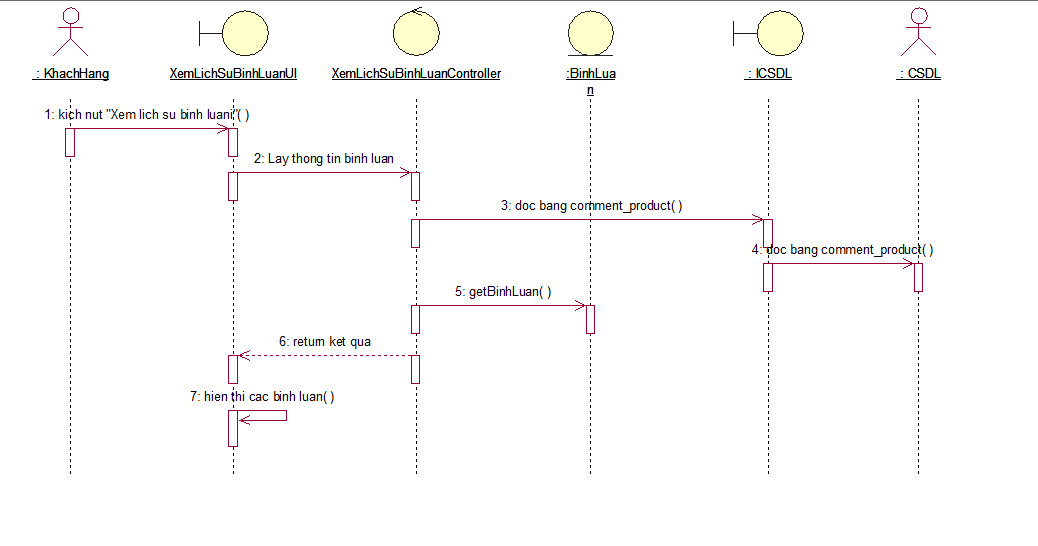 : KhachHang
XemLichSuBinhLuanUI
XemLichSuBinhLuanController
:BinhLua
n
: ICSDL
: CSDL
1: kich nut "Xem lich su binh luan"( )
2: Lay thong tin binh luan
3: doc bang comment_product( )
4: doc bang comment_product( )
5: getBinhLuan( )
6: return ket qua
7: hien thi cac binh luan( )